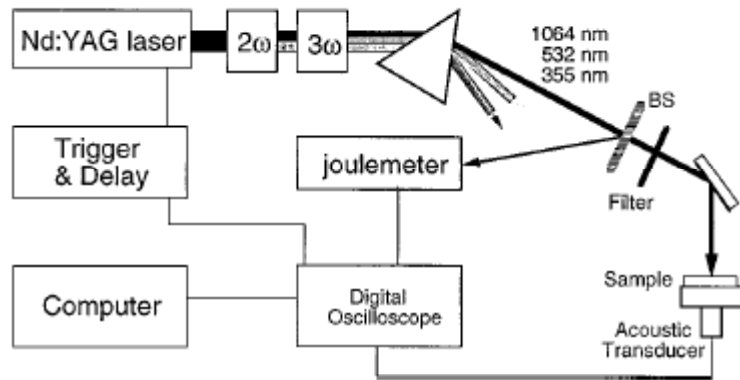 Nd:YAG laser
2ω
3ω
1064 nm
532 nm
355 nm
BS
Trigger
& Delay
joulemeter
Filter
Computer
Digital
Oscilloscope
Sample
Acoustic
Transducer